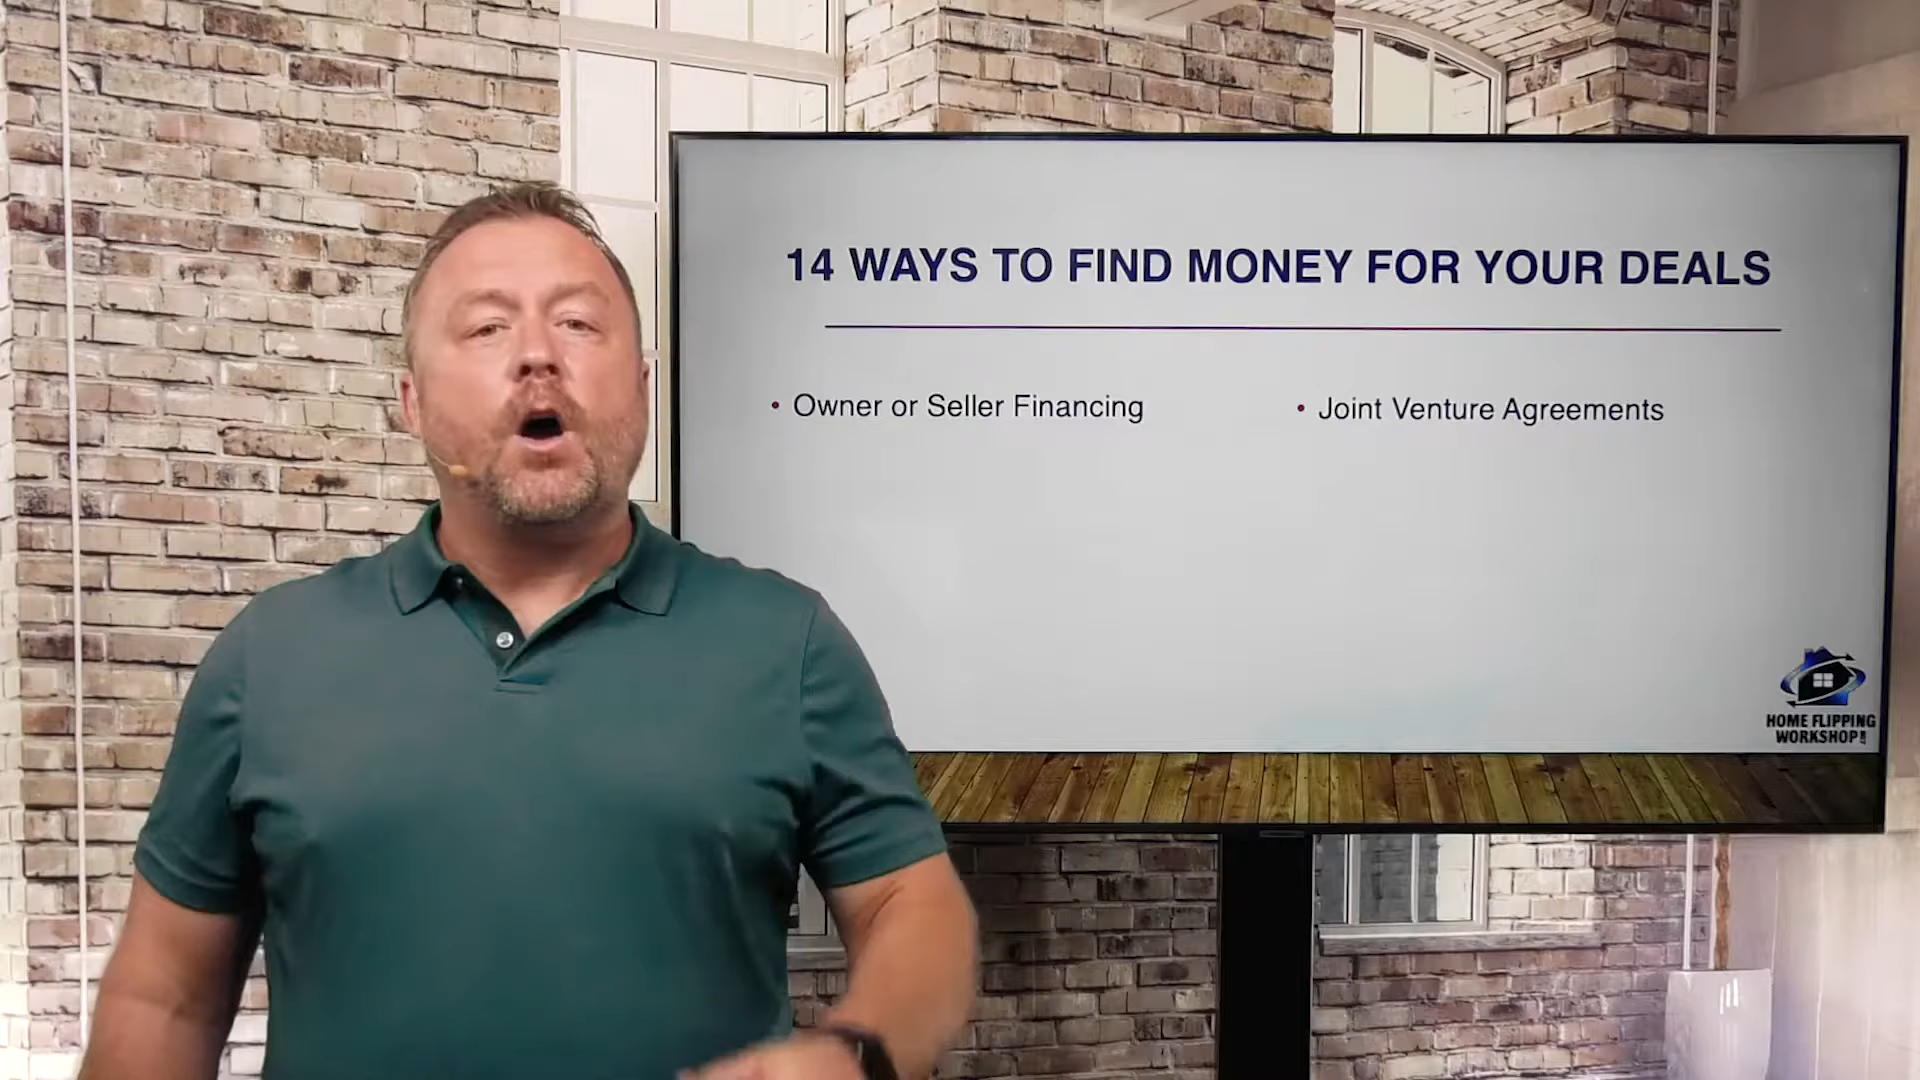 14 WAYS TO FIND MONEY FOR YOUR DEALS
• Owner or Seller Financing
• Joint Venture Agreements
HOME FLIPPING
WORKSHOP!